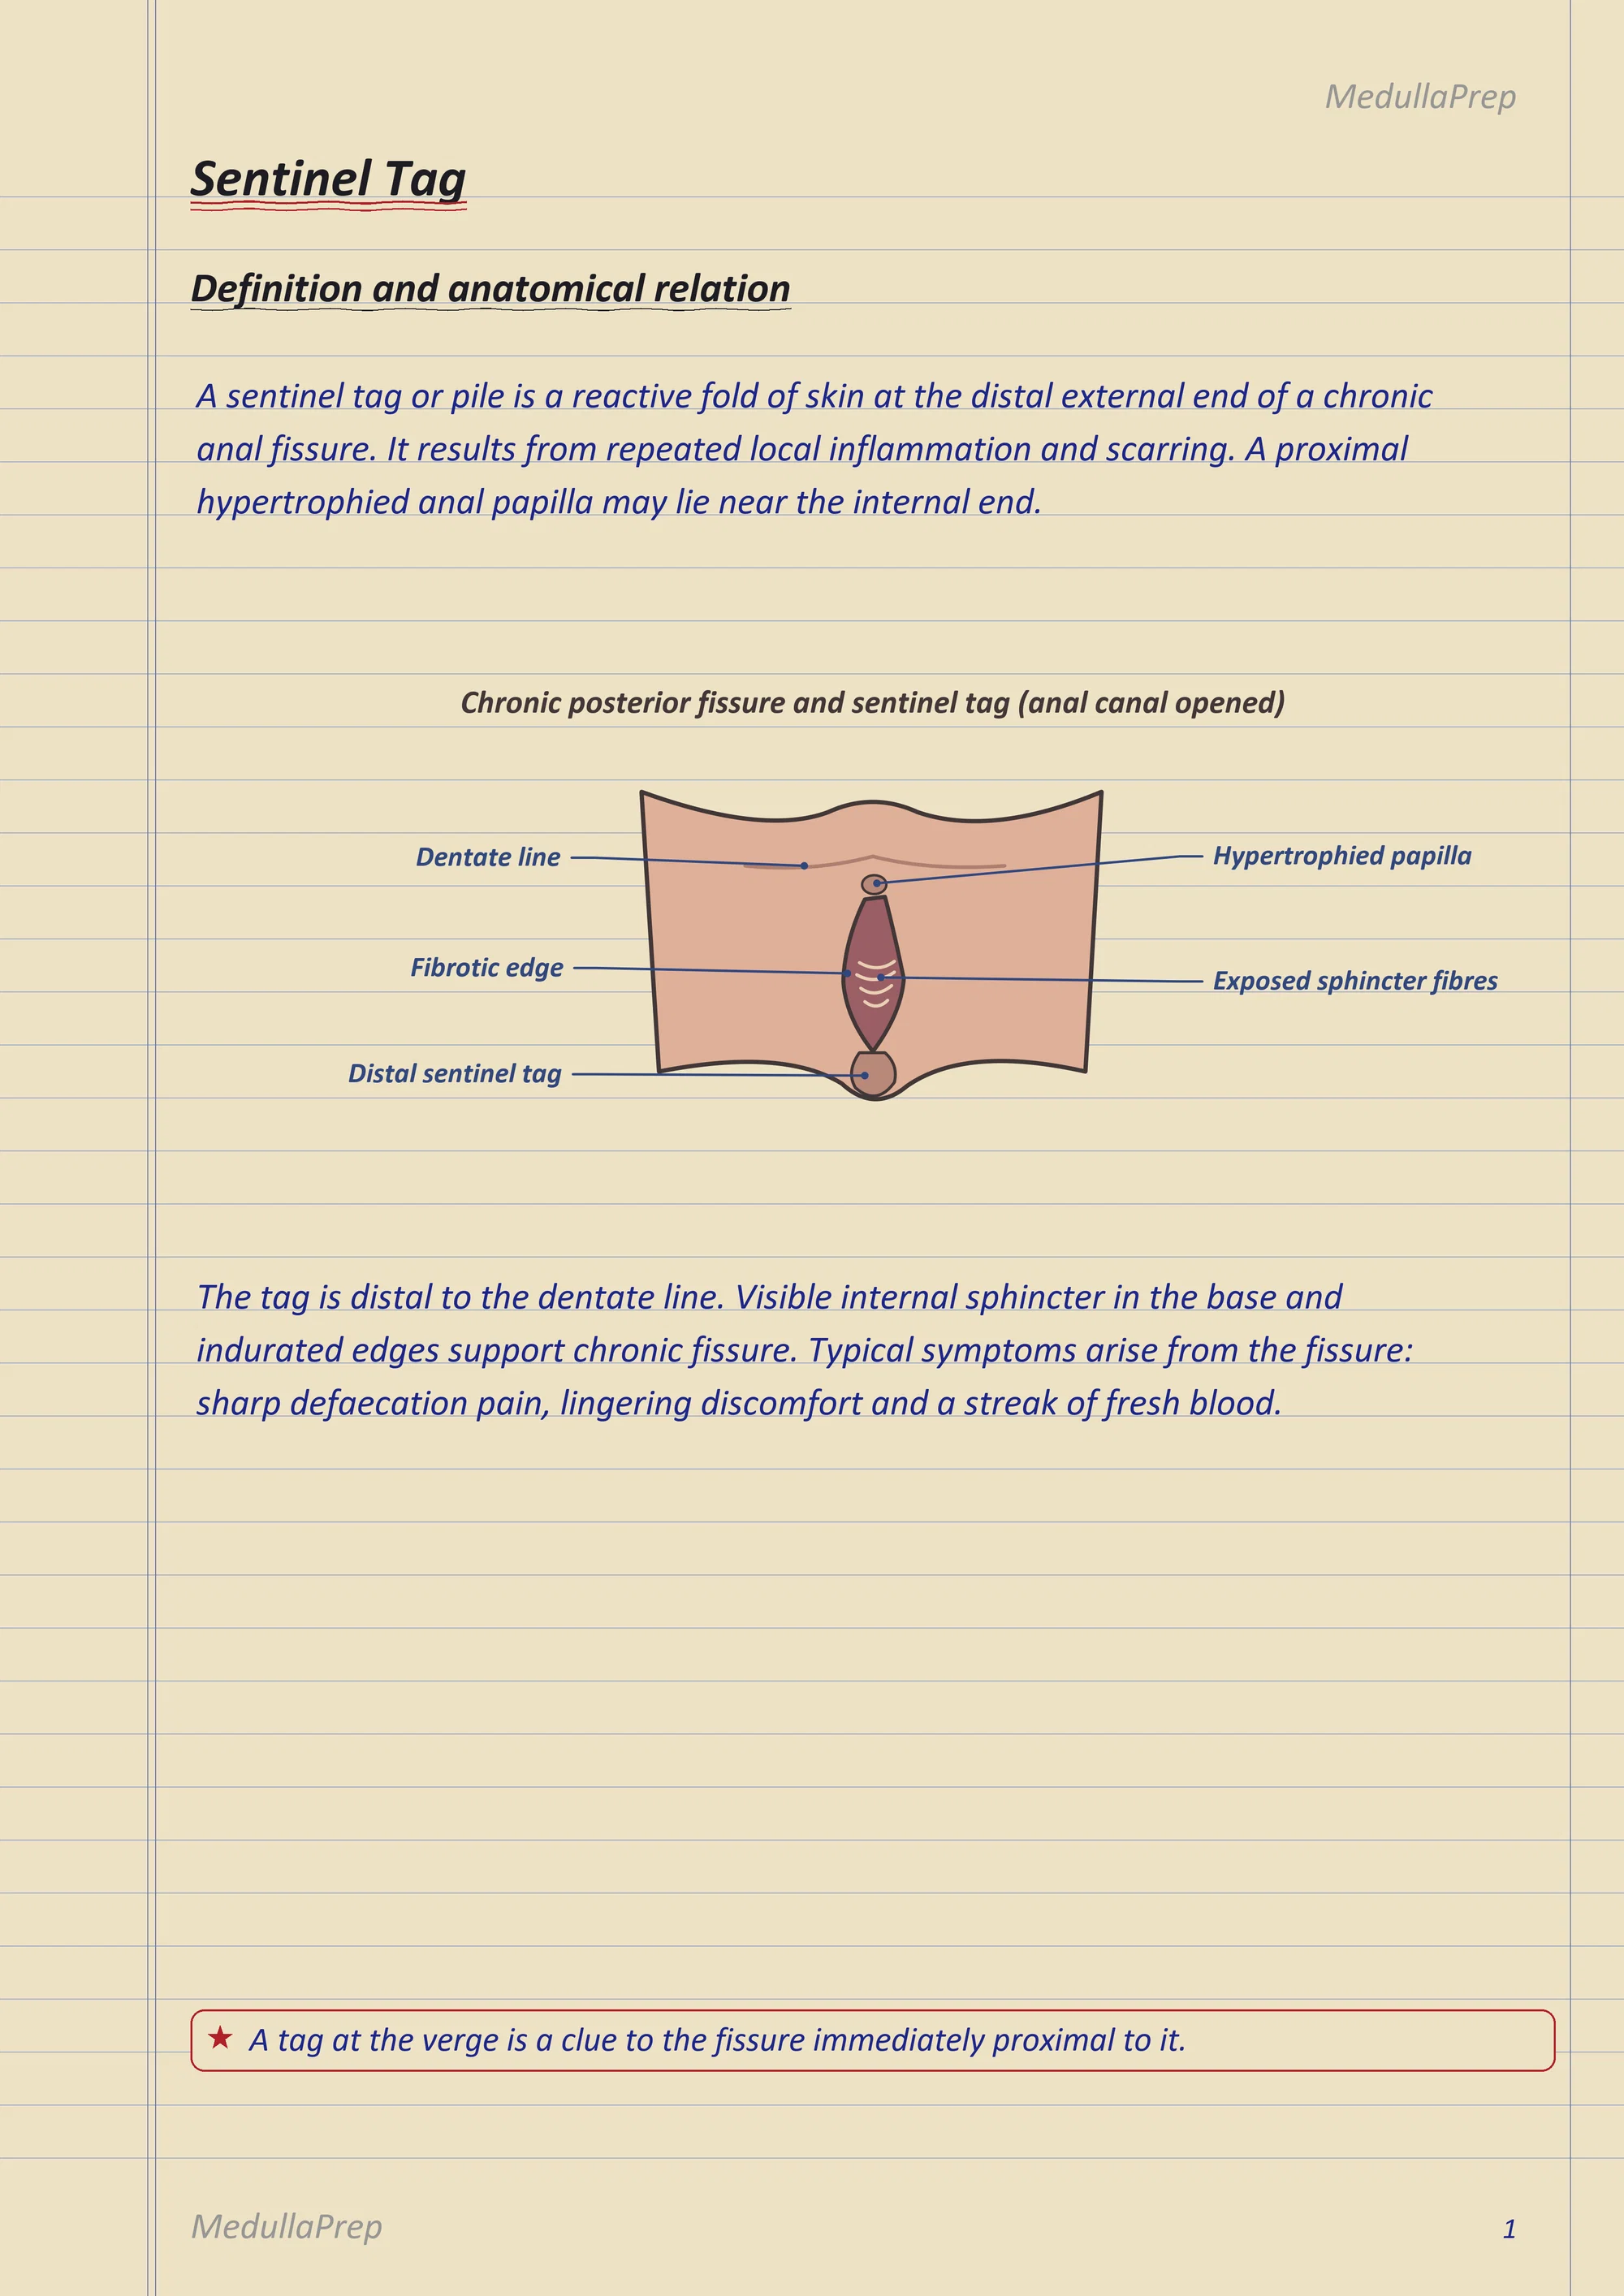 MedullaPrep
Sentinel Tag
Definition and anatomical relation
A sentinel tag or pile is a reactive fold of skin at the distal external end of a chronic
anal fissure. It results from repeated local inflammation and scarring. A proximal
hypertrophied anal papilla may lie near the internal end.
Chronic posterior fissure and sentinel tag (anal canal opened)
Dentate line
Hypertrophied papilla
Fibrotic edge
Exposed sphincter fibres
Distal sentinel tag
The tag is distal to the dentate line. Visible internal sphincter in the base and
indurated edges support chronic fissure. Typical symptoms arise from the fissure:
sharp defaecation pain, lingering discomfort and a streak of fresh blood.
★ A tag at the verge is a clue to the fissure immediately proximal to it.
MedullaPrep
1